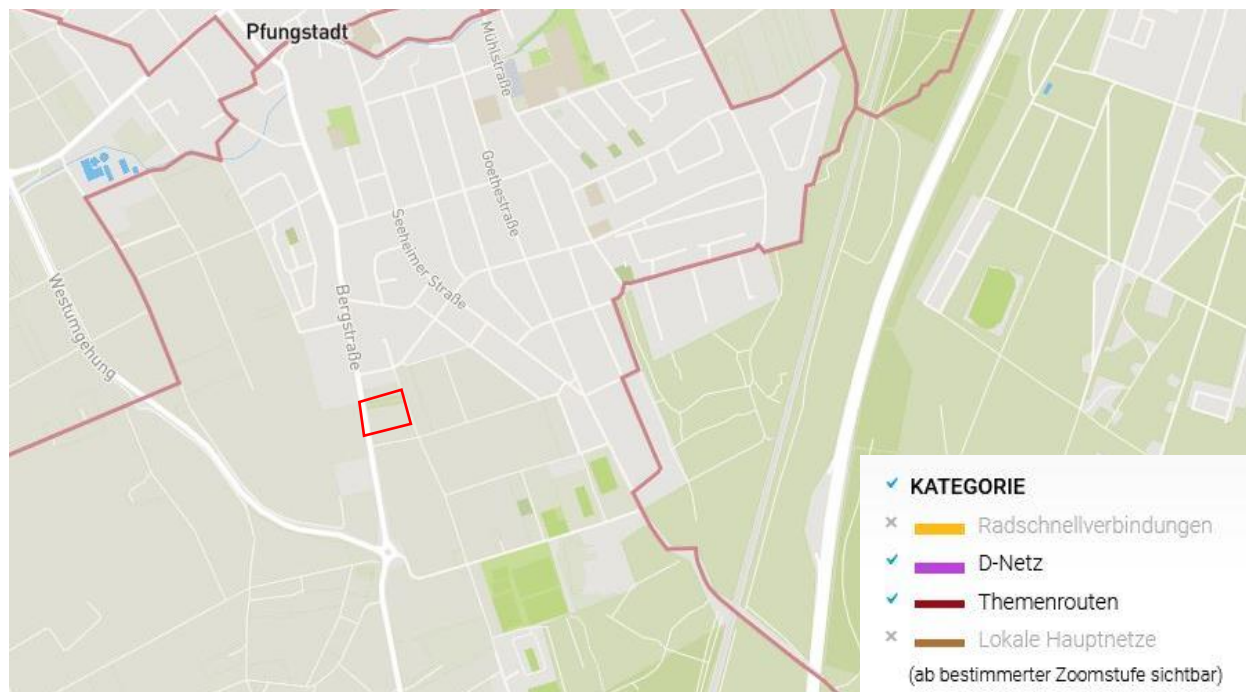 Pfungstadt
Mühlstraße
Goethestraße
Seeheimer Straße
Bergstraße
Westumgehung
KATEGORIE
Radschnellverbindungen
D-Netz
Themenrouten
Lokale Hauptnetze
(ab bestimmter Zoomstufe sichtbar)